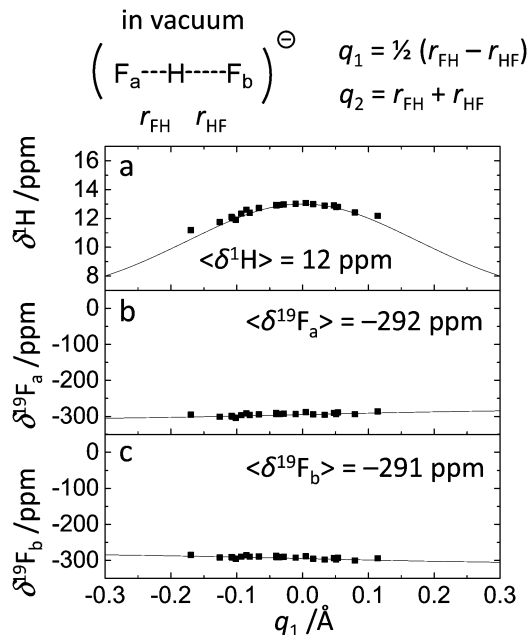 in vacuum
(Fa---H-----Fb)⊖
rFH rHF
q1 = ½ (rFH – rHF)
q2 = rFH + rHF
a
δ¹H /ppm
16
14
12
10
8
<δ¹H> = 12 ppm
b
δ¹⁹Fa /ppm
0
-100
-200
-300
<δ¹⁹Fa> = –292 ppm
c
δ¹⁹Fb /ppm
0
-100
-200
-300
<δ¹⁹Fb> = –291 ppm
-0.3 -0.2 -0.1 0.0 0.1 0.2 0.3
q1 /Å